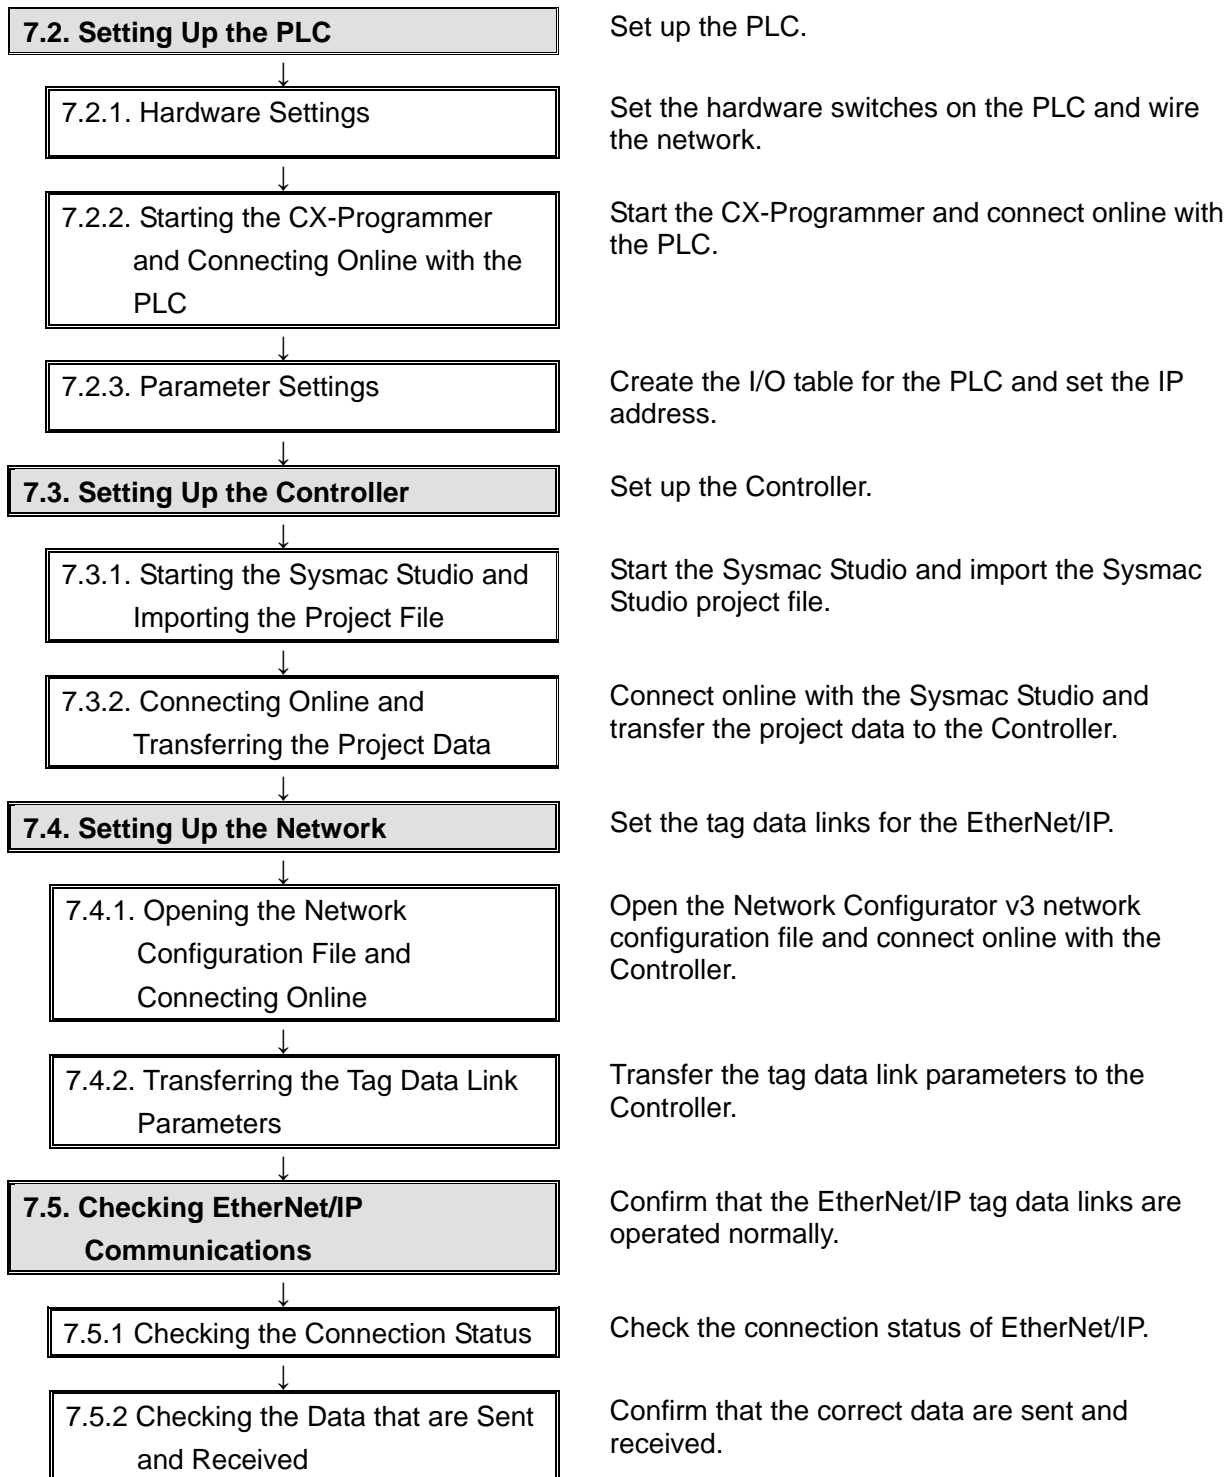 7.2. Setting Up the PLC
Set up the PLC.
↓
7.2.1. Hardware Settings
Set the hardware switches on the PLC and wire
the network.
↓
7.2.2. Starting the CX-Programmer
and Connecting Online with the
PLC
Start the CX-Programmer and connect online with
the PLC.
↓
7.2.3. Parameter Settings
Create the I/O table for the PLC and set the IP
address.
↓
7.3. Setting Up the Controller
Set up the Controller.
↓
7.3.1. Starting the Sysmac Studio and
Importing the Project File
Start the Sysmac Studio and import the Sysmac
Studio project file.
↓
7.3.2. Connecting Online and
Transferring the Project Data
Connect online with the Sysmac Studio and
transfer the project data to the Controller.
↓
7.4. Setting Up the Network
Set the tag data links for the EtherNet/IP.
↓
7.4.1. Opening the Network
Configuration File and
Connecting Online
Open the Network Configurator v3 network
configuration file and connect online with the
Controller.
↓
7.4.2. Transferring the Tag Data Link
Parameters
Transfer the tag data link parameters to the
Controller.
↓
7.5. Checking EtherNet/IP
Communications
Confirm that the EtherNet/IP tag data links are
operated normally.
↓
7.5.1 Checking the Connection Status
Check the connection status of EtherNet/IP.
↓
7.5.2 Checking the Data that are Sent
and Received
Confirm that the correct data are sent and
received.